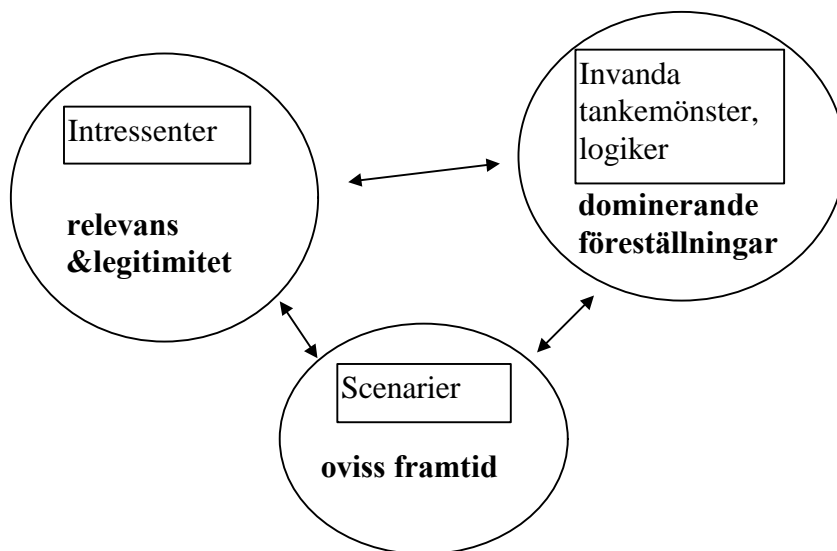 Intressenter
relevans
&legitimitet
Invanda
tankemönster,
logiker
dominerande
föreställningar
Scenarier
oviss framtid